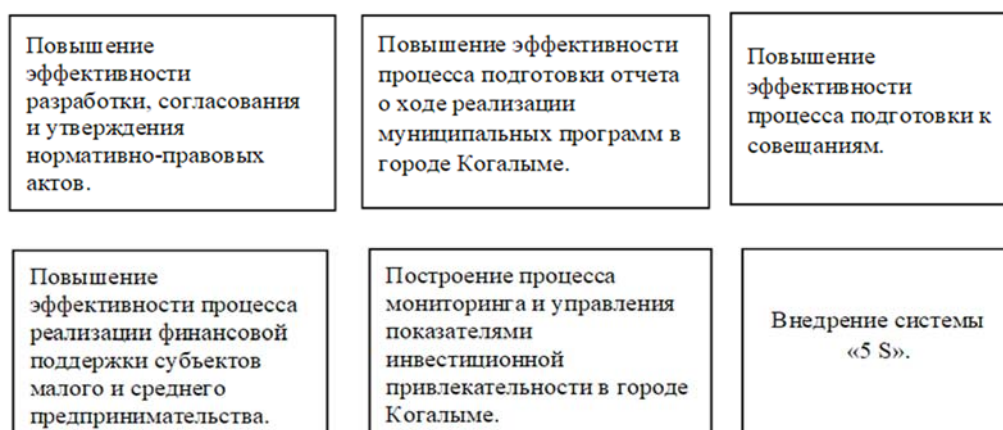 Повышение
эффективности
разработки, согласования
и утверждения
нормативно-правовых
актов.
Повышение эффективности
процесса подготовки отчета
о ходе реализации
муниципальных программ в
городе Когалыме.
Повышение
эффективности
процесса подготовки к
совещаниям.
Повышение
эффективности процесса
реализации финансовой
поддержки субъектов
малого и среднего
предпринимательства.
Построение процесса
мониторинга и управления
показателями
инвестиционной
привлекательности в городе
Когалыме.
Внедрение системы
«5 S».